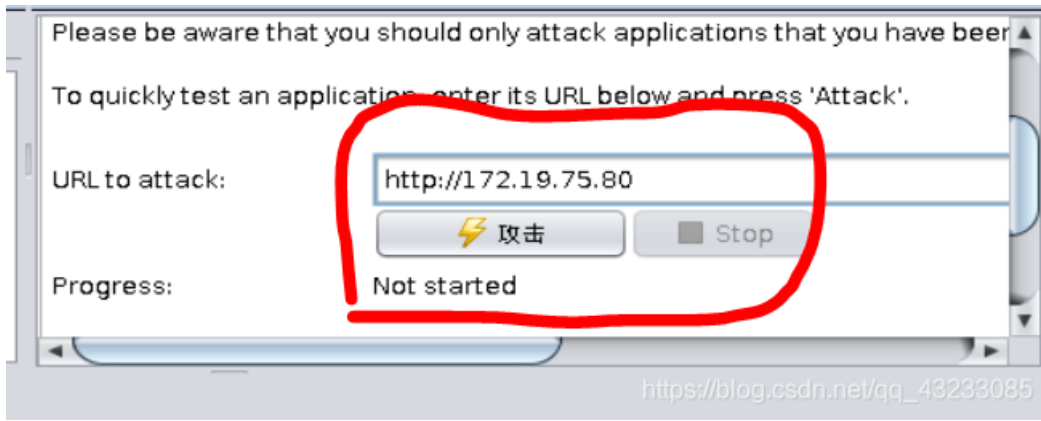 Please be aware that you should only attack applications that you have been
To quickly test an application, enter its URL below and press 'Attack'.
URL to attack:
http://172.19.75.80
攻击
Stop
Progress:
Not started
https://blog.csdn.net/qq_43233085